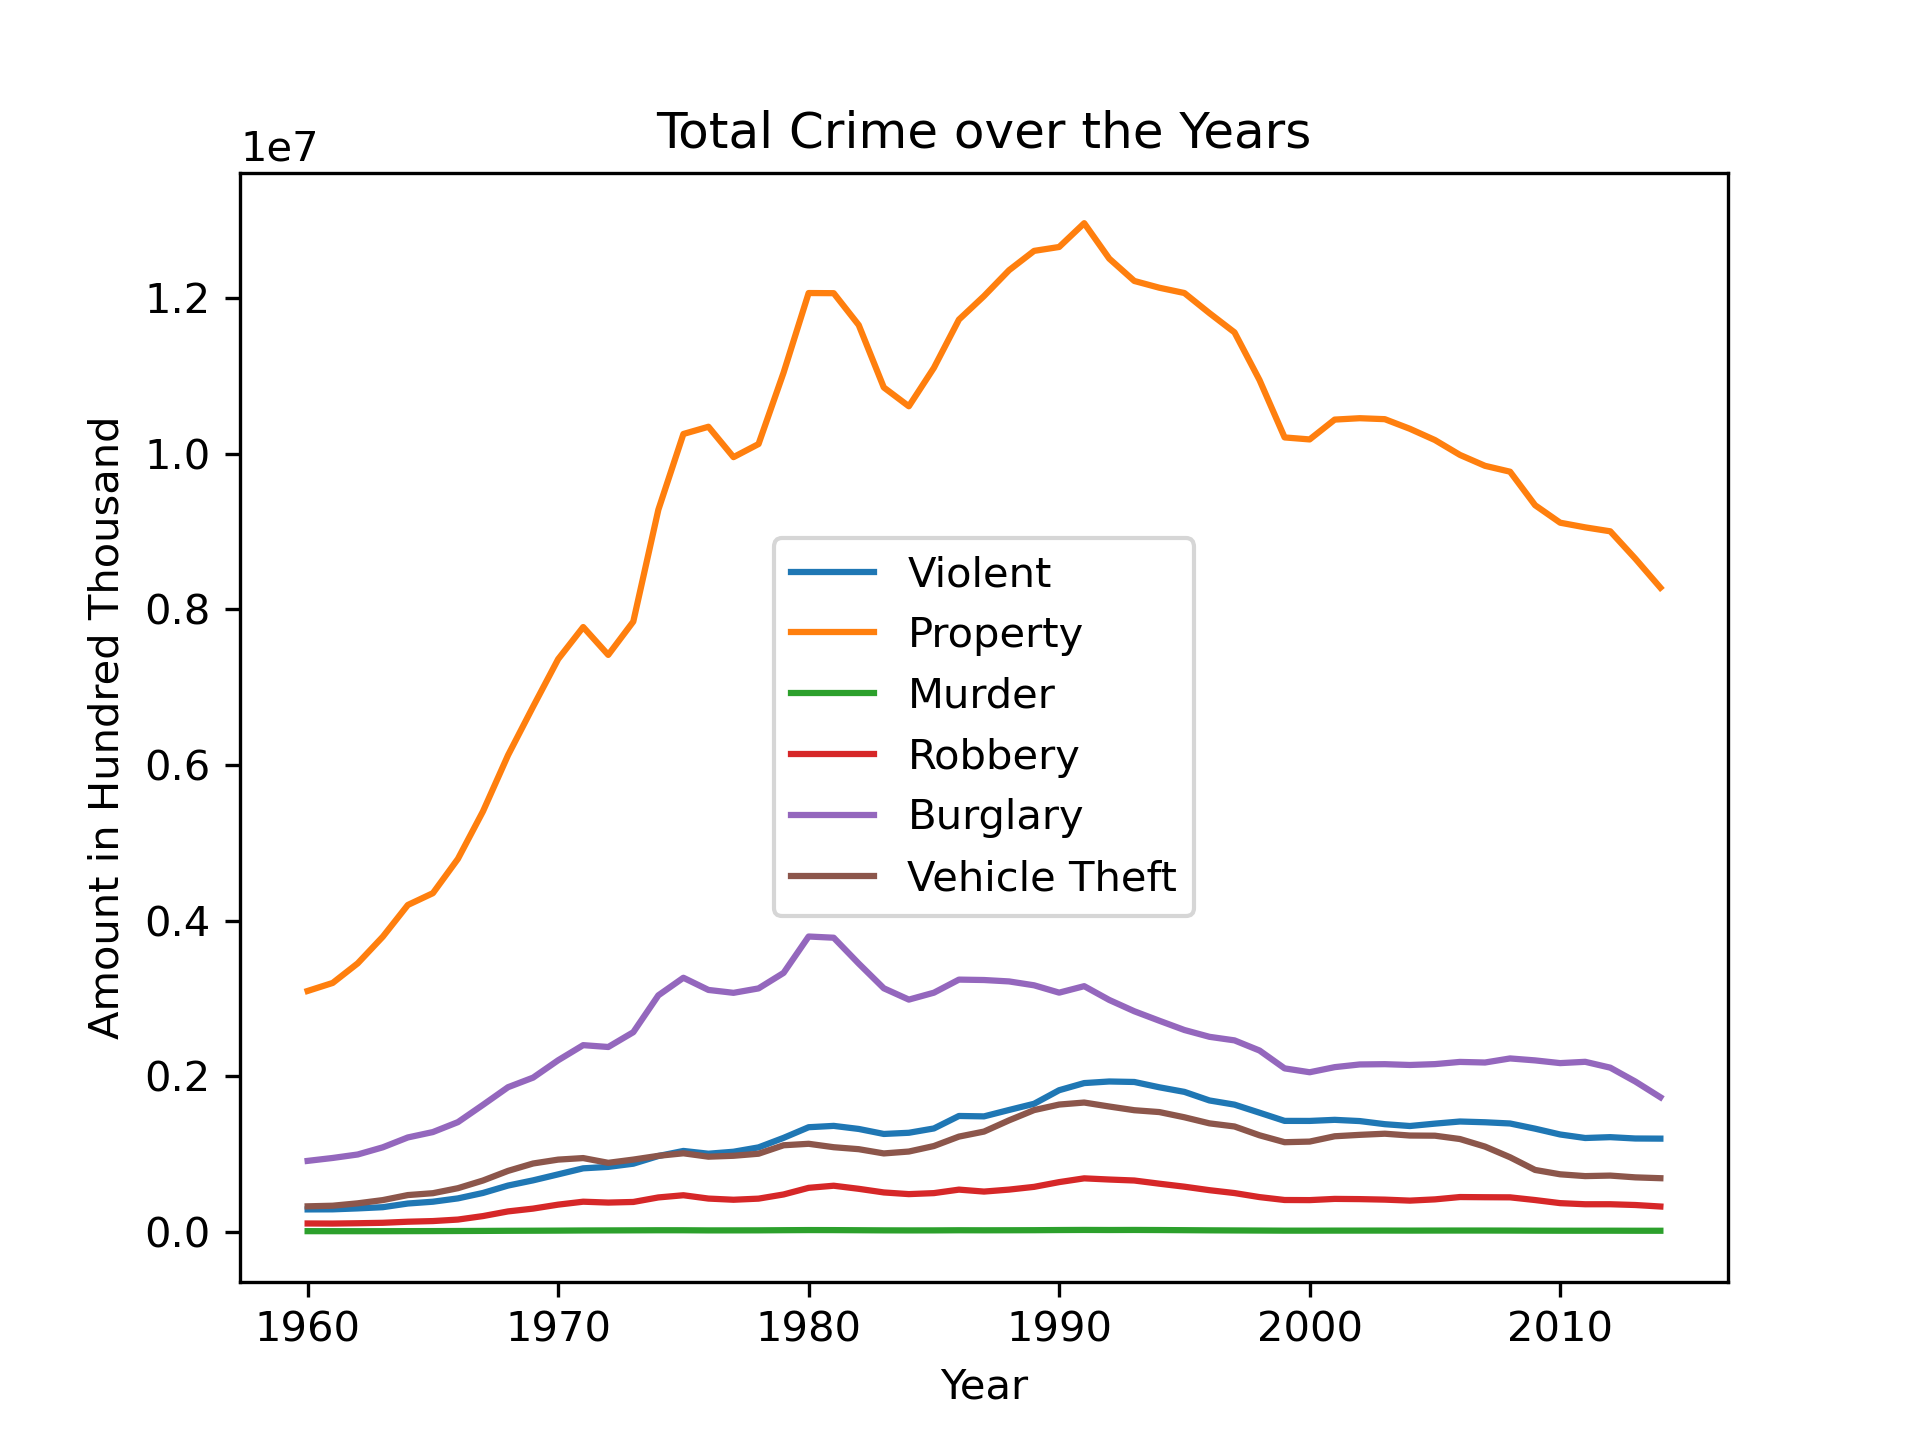 Total Crime over the Years
1e7
1.2
1.0
0.8
0.6
0.4
0.2
0.0
Amount in Hundred Thousand
Violent
Property
Murder
Robbery
Burglary
Vehicle Theft
1960 1970 1980 1990 2000 2010
Year